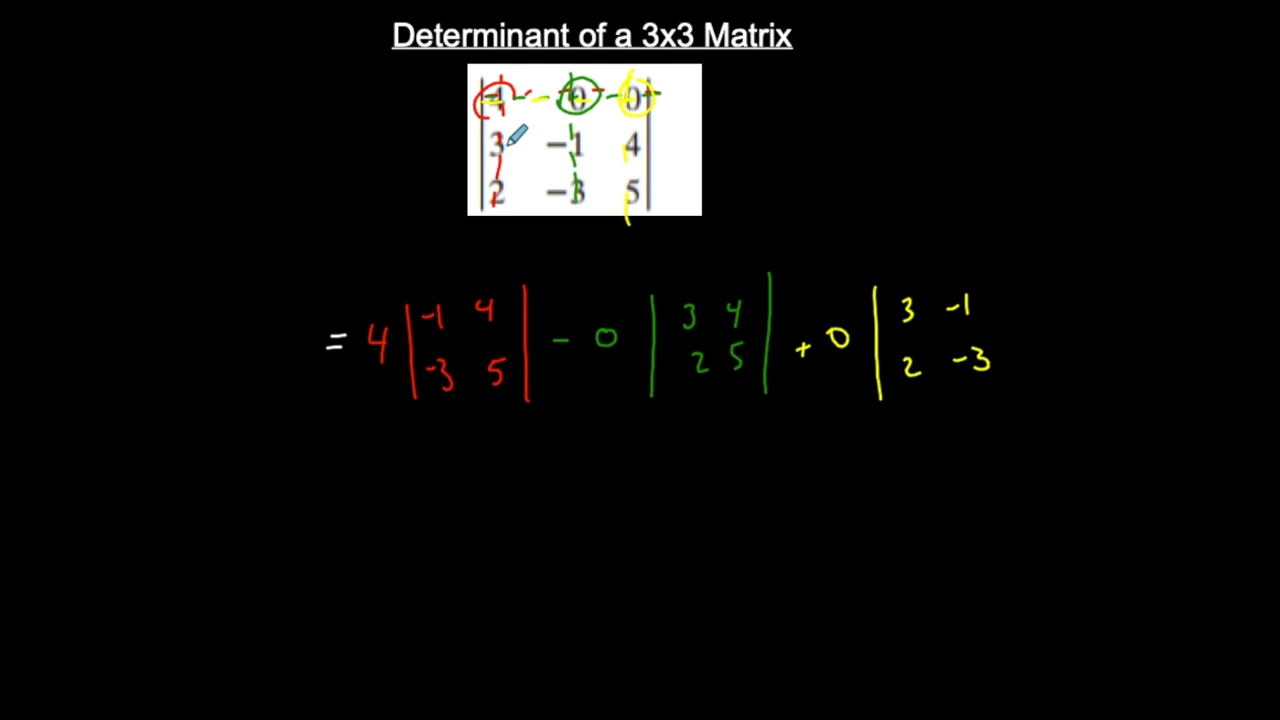 Determinant of a 3x3 Matrix
|4 0 0|
|3 −1 4|
|2 −3 5|
= 4 |-1 4| - 0 |3 4| + 0 |3 -1|
|-3 5| |2 5| |2 -3|